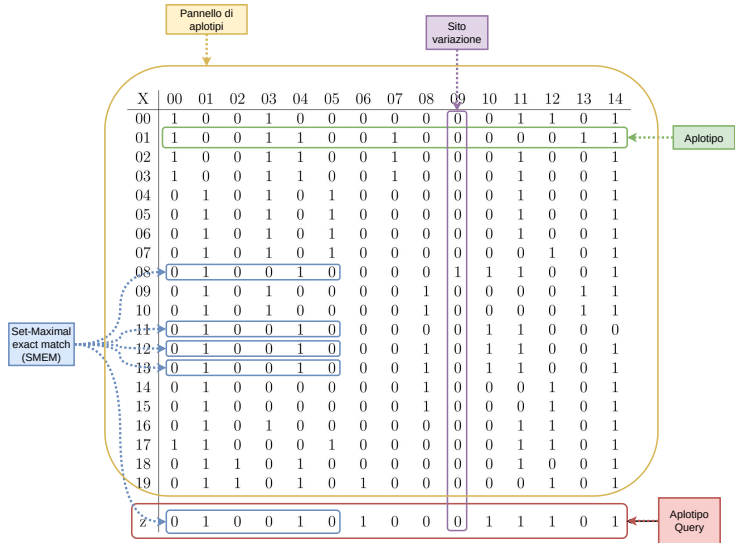 Pannello di
aplotipi
Sito
variazione
X 00 01 02 03 04 05 06 07 08 09 10 11 12 13 14
00 1 0 0 1 0 0 0 0 0 0 0 1 1 0 1
01 1 0 0 1 1 0 0 1 0 0 0 0 0 1 1
Aplotipo
02 1 0 0 1 1 0 0 1 0 0 0 1 0 0 1
03 1 0 0 1 1 0 0 1 0 0 0 1 0 0 1
04 0 1 0 1 0 1 0 0 0 0 0 1 0 0 1
05 0 1 0 1 0 1 0 0 0 0 0 1 0 0 1
06 0 1 0 1 0 1 0 0 0 0 0 1 0 0 1
07 0 1 0 1 0 1 0 0 0 0 0 0 1 0 1
08 0 1 0 0 1 0 0 0 0 1 1 1 0 0 1
09 0 1 0 1 0 0 0 0 1 0 0 0 0 1 1
10 0 1 0 1 0 0 0 0 1 0 0 0 0 1 1
Set-Maximal
exact match
(SMEM)
11 0 1 0 0 1 0 0 0 0 0 1 1 0 0 0
12 0 1 0 0 1 0 0 0 1 0 1 1 0 0 1
13 0 1 0 0 1 0 0 0 1 0 1 1 0 0 1
14 0 1 0 0 0 0 0 0 1 0 0 0 1 0 1
15 0 1 0 0 0 0 0 0 1 0 0 0 1 0 1
16 0 1 0 1 0 0 0 0 0 0 0 1 1 0 1
17 1 1 0 0 0 1 0 0 0 0 0 1 1 0 1
18 0 1 1 0 1 0 0 0 0 0 0 1 0 0 1
19 0 1 1 0 1 0 1 0 0 0 0 0 1 0 1
z 0 1 0 0 1 0 1 0 0 0 1 1 1 0 1
Aplotipo
Query